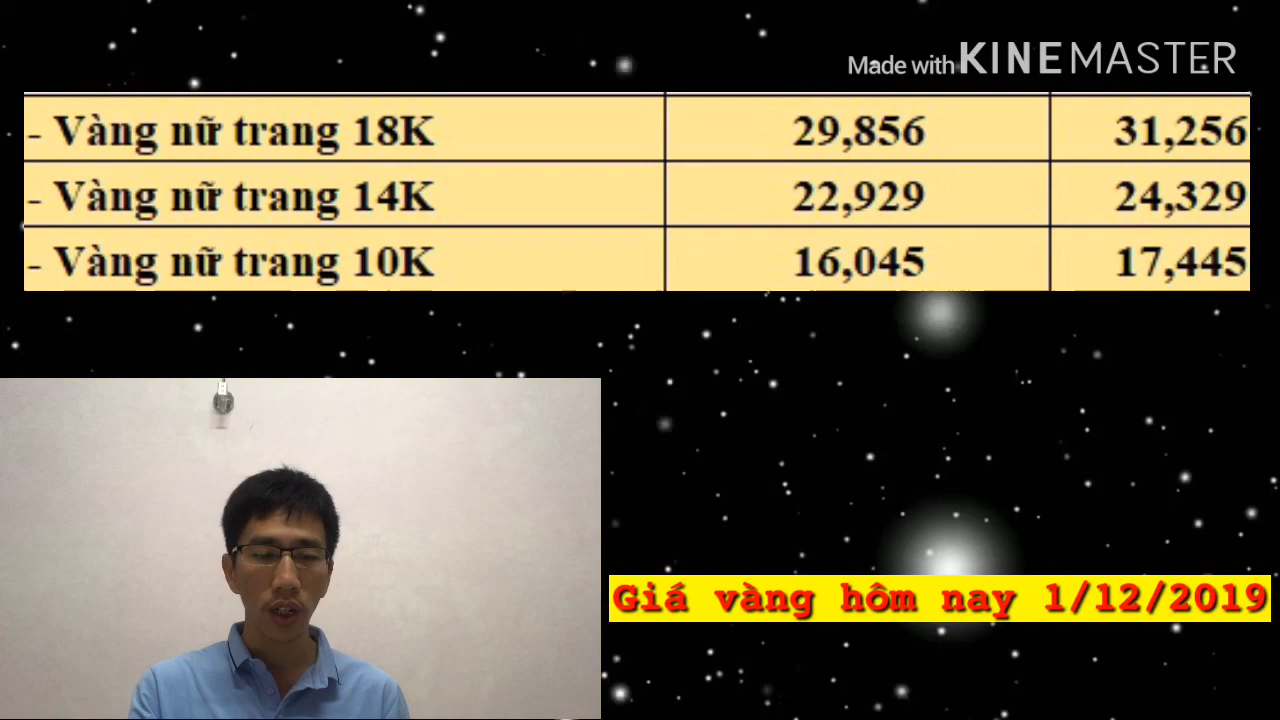 Made with KINEMASTER
- Vàng nữ trang 18K 29,856 31,256
- Vàng nữ trang 14K 22,929 24,329
- Vàng nữ trang 10K 16,045 17,445
Giá vàng hôm nay 1/12/2019